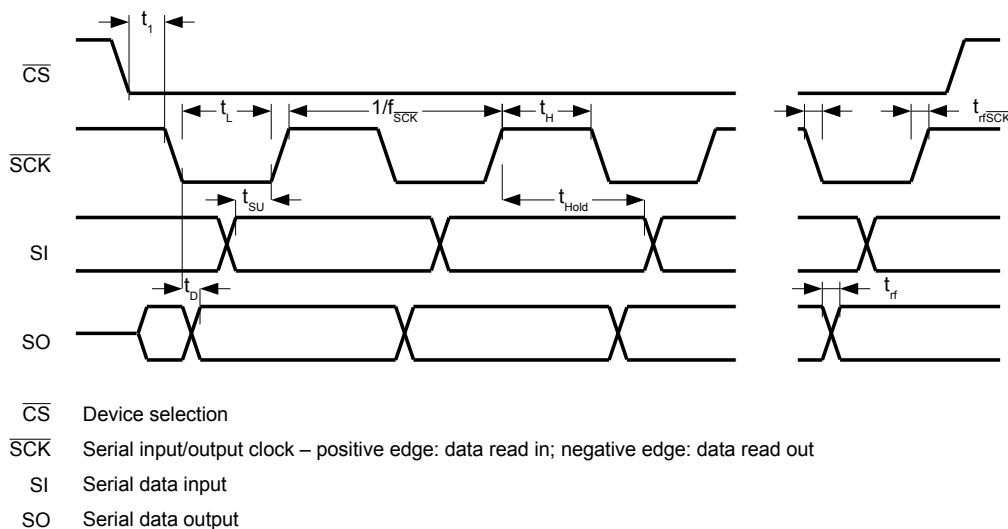 t1
CS
tL
1/fSCK
tH
trfSCK
SCK
tSU
tHold
SI
tD
trf
SO
CS Device selection
SCK Serial input/output clock – positive edge: data read in; negative edge: data read out
SI Serial data input
SO Serial data output